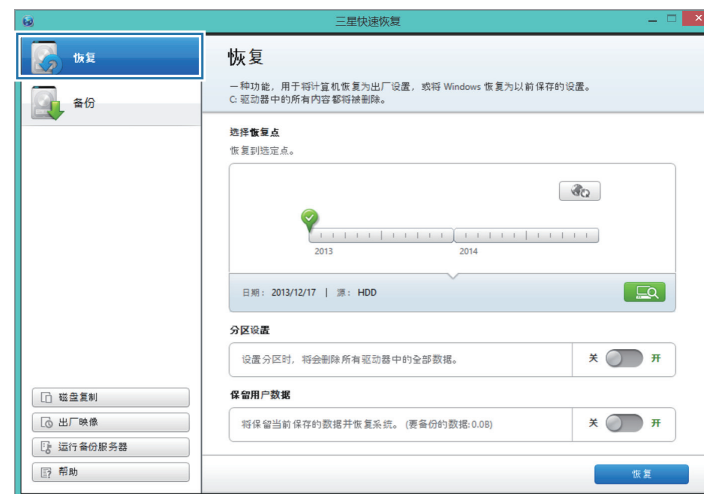 三星快速恢复
恢复
备份
磁盘复制
出厂映像
运行备份服务器
帮助
恢复
一种功能，用于将计算机恢复为出厂设置，或将 Windows 恢复为以前保存的设置。
C: 驱动器中的所有内容都将被删除。
选择恢复点
恢复到选定点。
2013 2014
日期： 2013/12/17 | 源： HDD
分区设置
设置分区时，将会删除所有驱动器中的全部数据。 关 开
保留用户数据
将保留当前保存的数据并恢复系统。 (要备份的数据:0.0B) 关 开
恢复